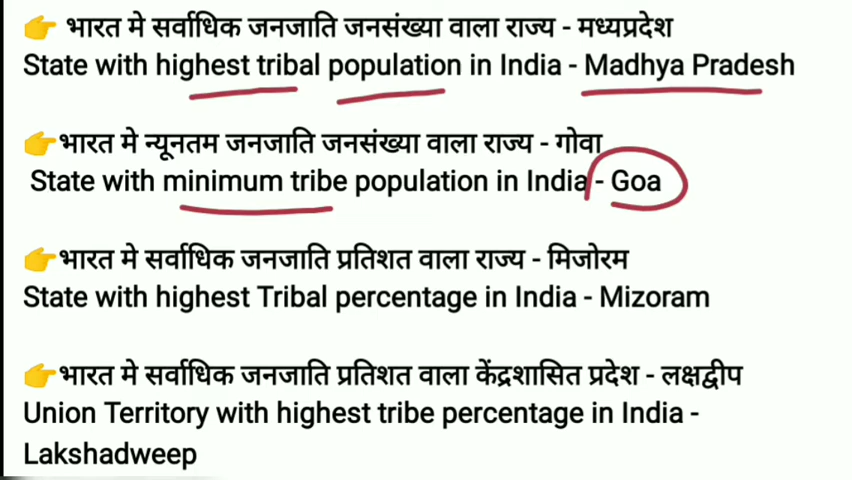 👉 भारत मे सर्वाधिक जनजाति जनसंख्या वाला राज्य - मध्यप्रदेश
State with highest tribal population in India - Madhya Pradesh
👉भारत मे न्यूनतम जनजाति जनसंख्या वाला राज्य - गोवा
State with minimum tribe population in India - Goa
👉भारत मे सर्वाधिक जनजाति प्रतिशत वाला राज्य - मिजोरम
State with highest Tribal percentage in India - Mizoram
👉भारत मे सर्वाधिक जनजाति प्रतिशत वाला केंद्रशासित प्रदेश - लक्षद्वीप
Union Territory with highest tribe percentage in India -
Lakshadweep